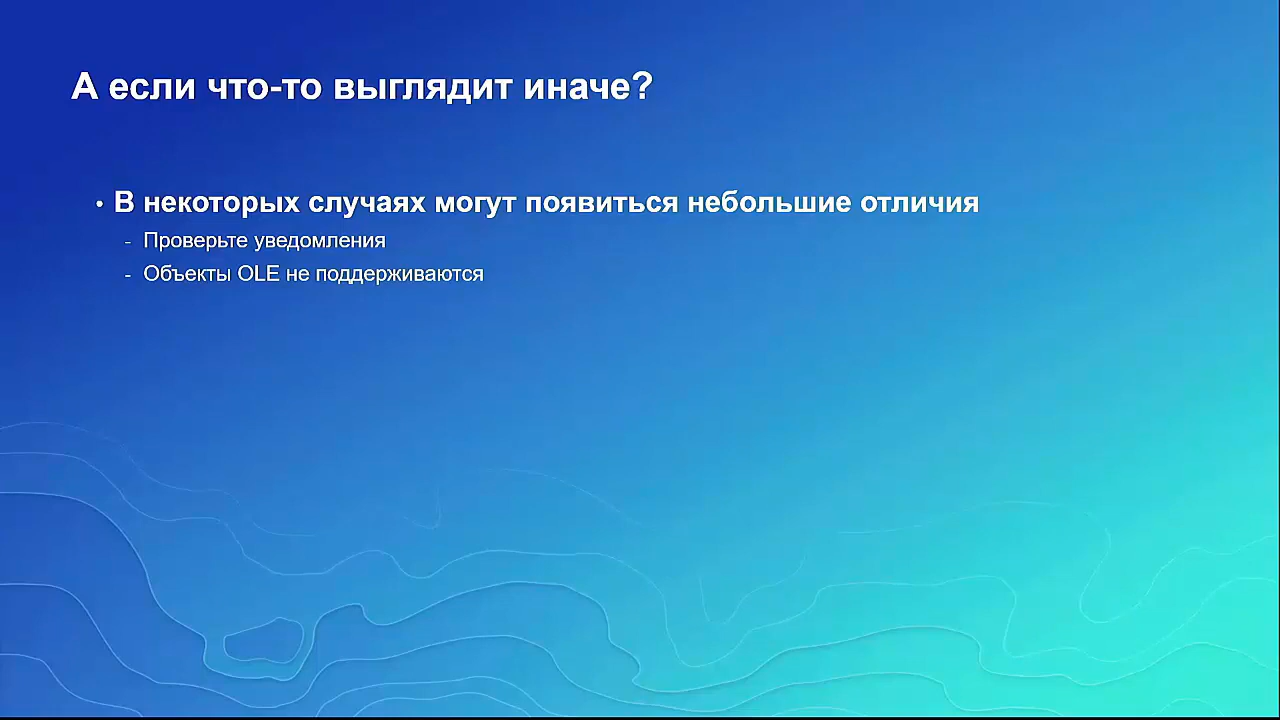 А если что-то выглядит иначе?
• В некоторых случаях могут появиться небольшие отличия
- Проверьте уведомления
- Объекты OLE не поддерживаются